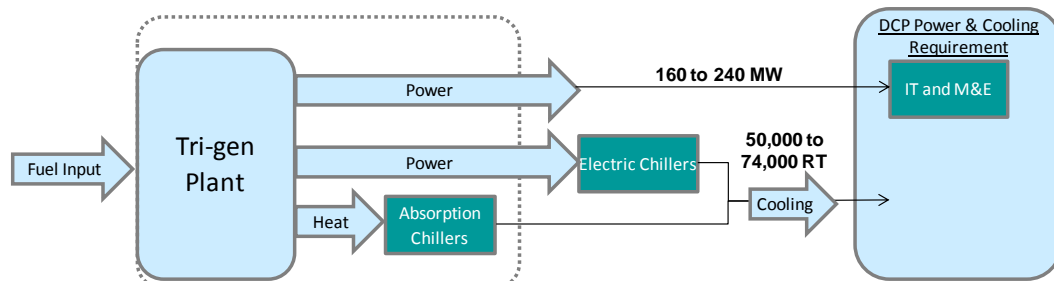 DCP Power & Cooling
Requirement
160 to 240 MW
IT and M&E
Power
Fuel Input
Tri-gen
Plant
Power
Electric Chillers
50,000 to
74,000 RT
Cooling
Heat
Absorption
Chillers